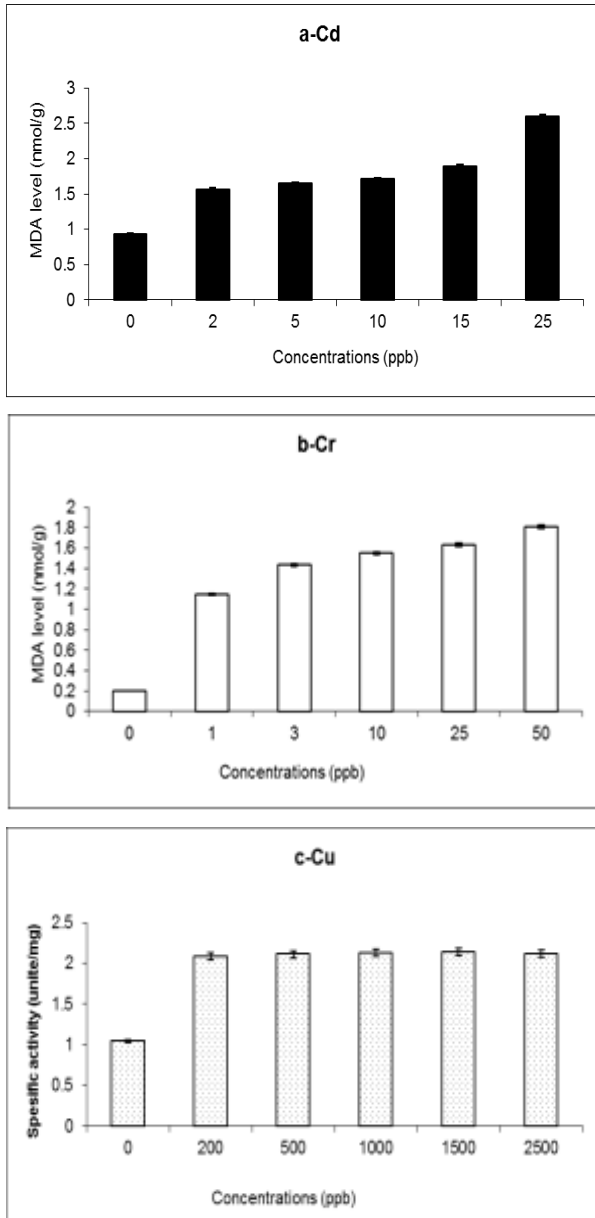 a-Cd
MDA level (nmol/g)
3
2.5
2
1.5
1
0.5
0
0 2 5 10 15 25
Concentrations (ppb)
b-Cr
MDA level (nmol/g)
2
1.8
1.6
1.4
1.2
1
0.8
0.6
0.4
0.2
0
0 1 3 10 25 50
Concentrations (ppb)
c-Cu
Spesific activity (unite/mg)
2.5
2
1.5
1
0.5
0
0 200 500 1000 1500 2500
Concentrations (ppb)